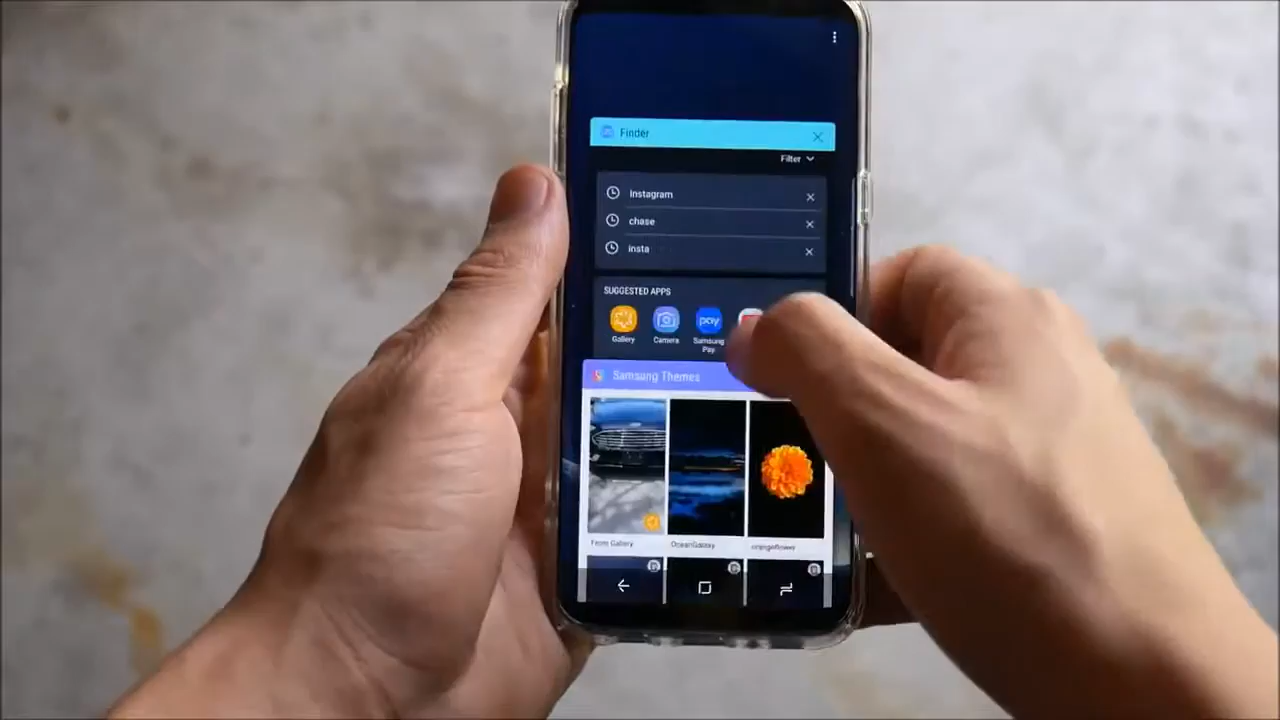 Finder
Filter
Instagram
chase
insta
SUGGESTED APPS
Gallery
Camera
pay
Samsung
Pay
Samsung Themes
From Gallery
OceanGalaxy
orangeflower